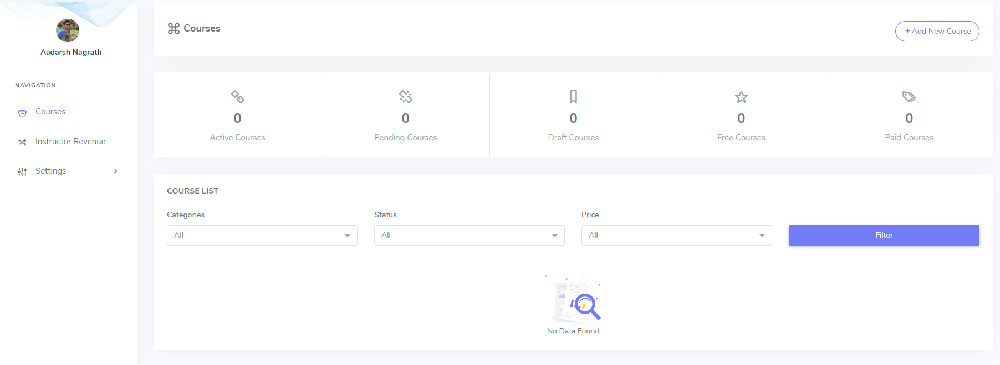 Aadarsh Nagrath
NAVIGATION
Courses
Instructor Revenue
Settings
Courses
+ Add New Course
0
Active Courses
0
Pending Courses
0
Draft Courses
0
Free Courses
0
Paid Courses
COURSE LIST
Categories
All
Status
All
Price
All
Filter
No Data Found